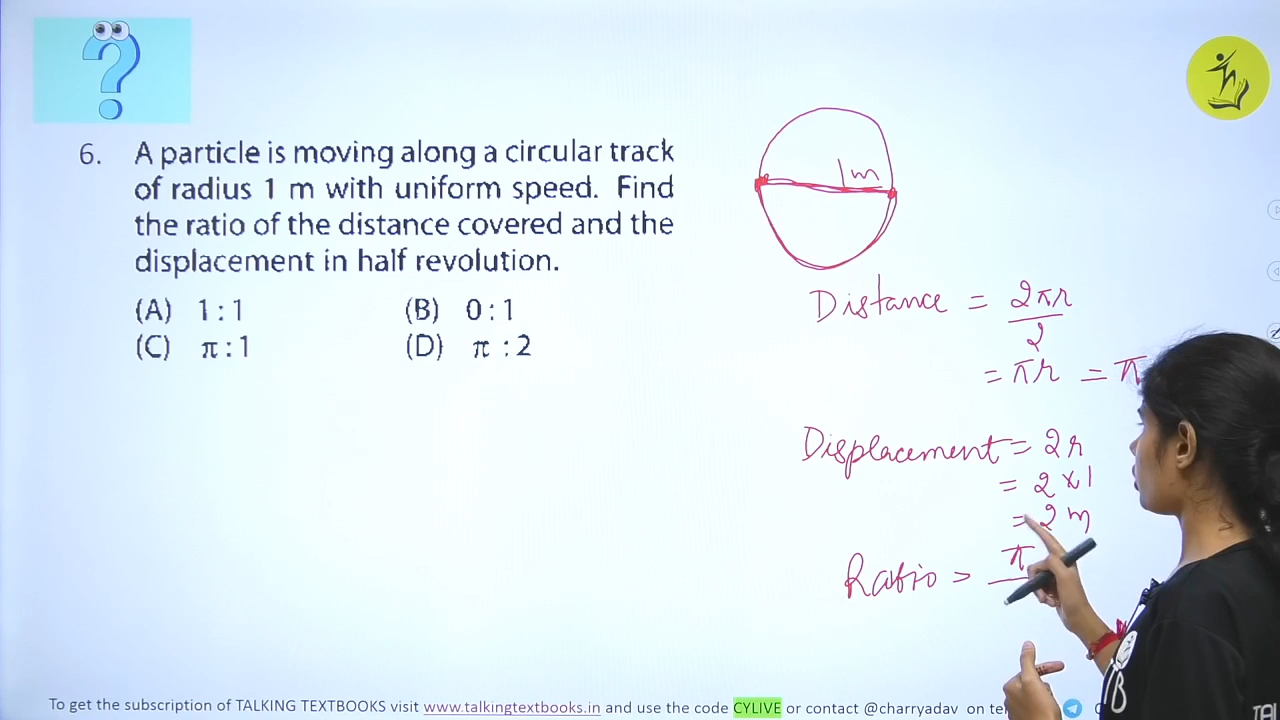 6. A particle is moving along a circular track
of radius 1 m with uniform speed. Find
the ratio of the distance covered and the
displacement in half revolution.
(A) 1 : 1 (B) 0 : 1
(C) π : 1 (D) π : 2
1m
Distance = 2πr
2
= πr = π
Displacement = 2r
= 2 x 1
= 2 m
Ratio = π
To get the subscription of TALKING TEXTBOOKS visit www.talkingtextbooks.in and use the code CYLIVE or contact @charryadav on